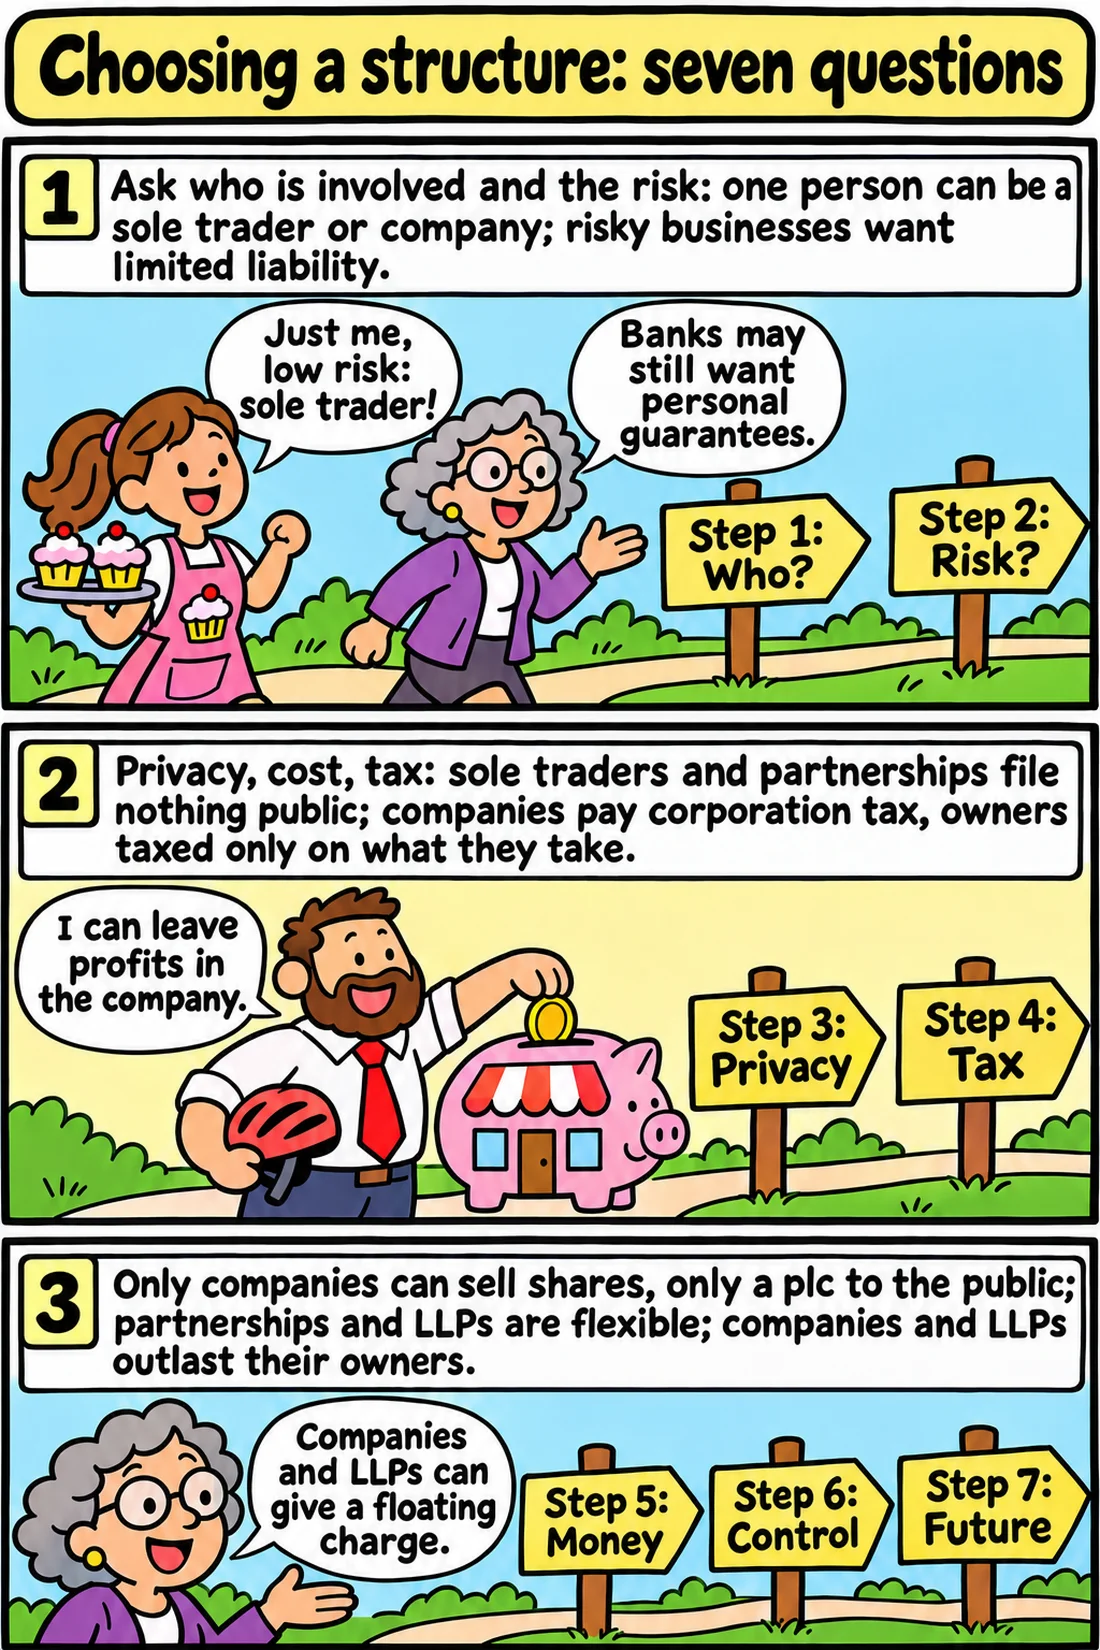 Choosing a structure: seven questions
1
Ask who is involved and the risk: one person can be a
sole trader or company; risky businesses want
limited liability.
Just me,
low risk:
sole trader!
Banks may
still want
personal
guarantees.
Step 1:
Who?
Step 2:
Risk?
2
Privacy, cost, tax: sole traders and partnerships file
nothing public; companies pay corporation tax, owners
taxed only on what they take.
I can leave
profits in
the company.
Step 3:
Privacy
Step 4:
Tax
3
Only companies can sell shares, only a plc to the public;
partnerships and LLPs are flexible; companies and LLPs
outlast their owners.
Companies
and LLPs can
give a floating
charge.
Step 5:
Money
Step 6:
Control
Step 7:
Future